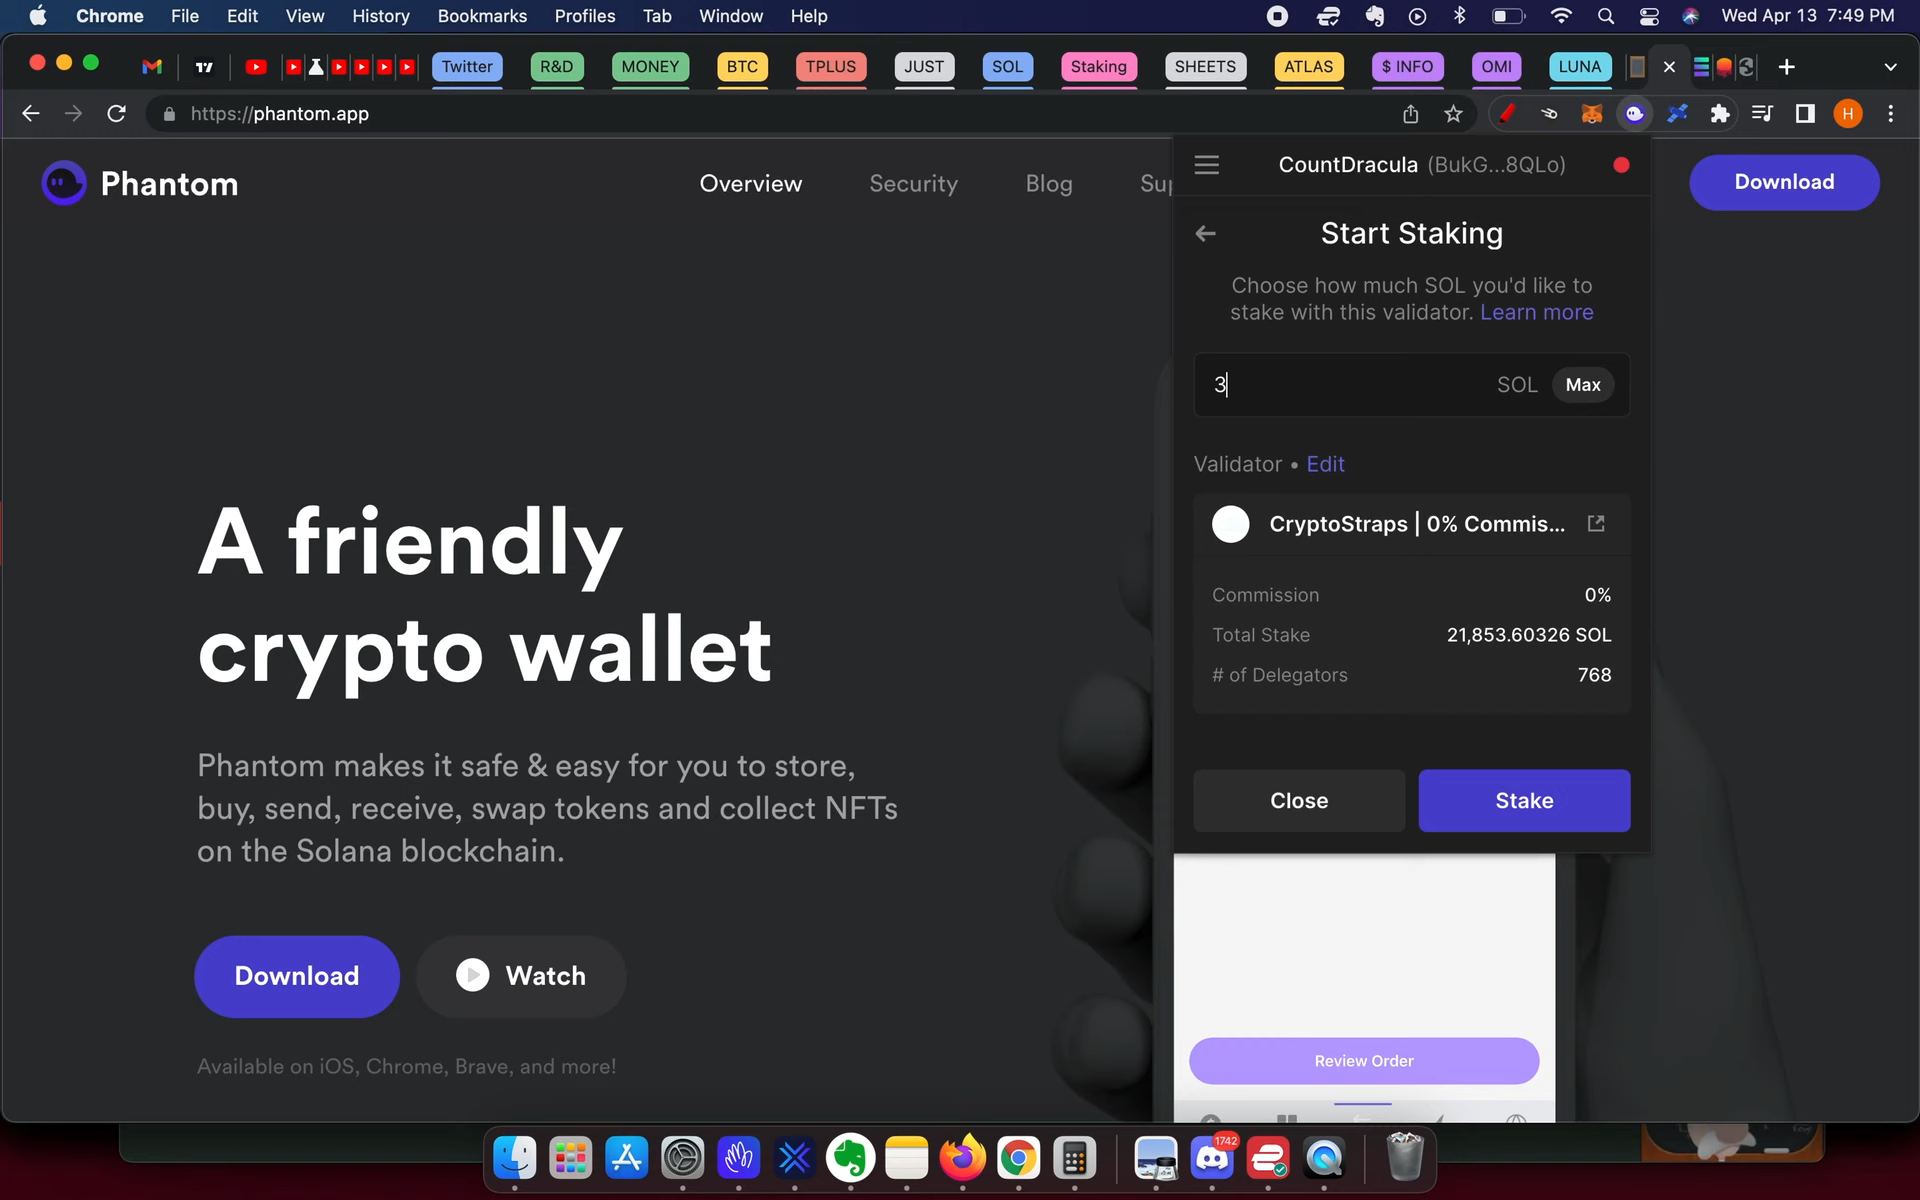 Chrome File Edit View History Bookmarks Profiles Tab Window Help Wed Apr 13 7:49 PM
Twitter R&D MONEY BTC TPLUS JUST SOL Staking SHEETS ATLAS $ INFO OMI LUNA
https://phantom.app H
Phantom Overview Security Blog Sup Download
CountDracula (BukG...8QLo)
Start Staking
Choose how much SOL you'd like to
stake with this validator. Learn more
3 SOL Max
Validator • Edit
CryptoStraps | 0% Commis...
Commission 0%
Total Stake 21,853.60326 SOL
# of Delegators 768
Close Stake
A friendly
crypto wallet
Phantom makes it safe & easy for you to store,
buy, send, receive, swap tokens and collect NFTs
on the Solana blockchain.
Download Watch
Available on iOS, Chrome, Brave, and more!
Review Order
1742